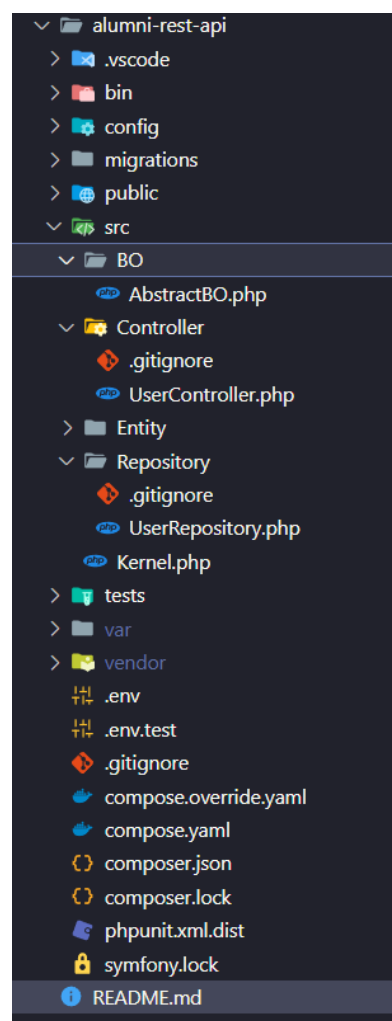 alumni-rest-api
.vscode
bin
config
migrations
public
src
BO
AbstractBO.php
Controller
.gitignore
UserController.php
Entity
Repository
.gitignore
UserRepository.php
Kernel.php
tests
var
vendor
.env
.env.test
.gitignore
compose.override.yaml
compose.yaml
composer.json
composer.lock
phpunit.xml.dist
symfony.lock
README.md